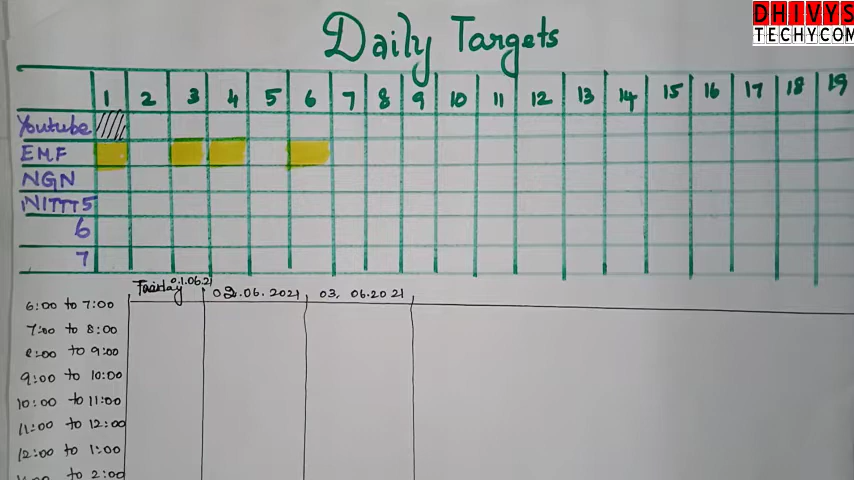 DHIVYS
TECHYCOM
Daily Targets
1 2 3 4 5 6 7 8 9 10 11 12 13 14 15 16 17 18 19
Youtube
EMF
NGN
NITTT5
6
7
01.06.21 02.06.2021 03.06.2021
6:00 to 7:00
7:00 to 8:00
8:00 to 9:00
9:00 to 10:00
10:00 to 11:00
11:00 to 12:00
12:00 to 1:00
to 2:00